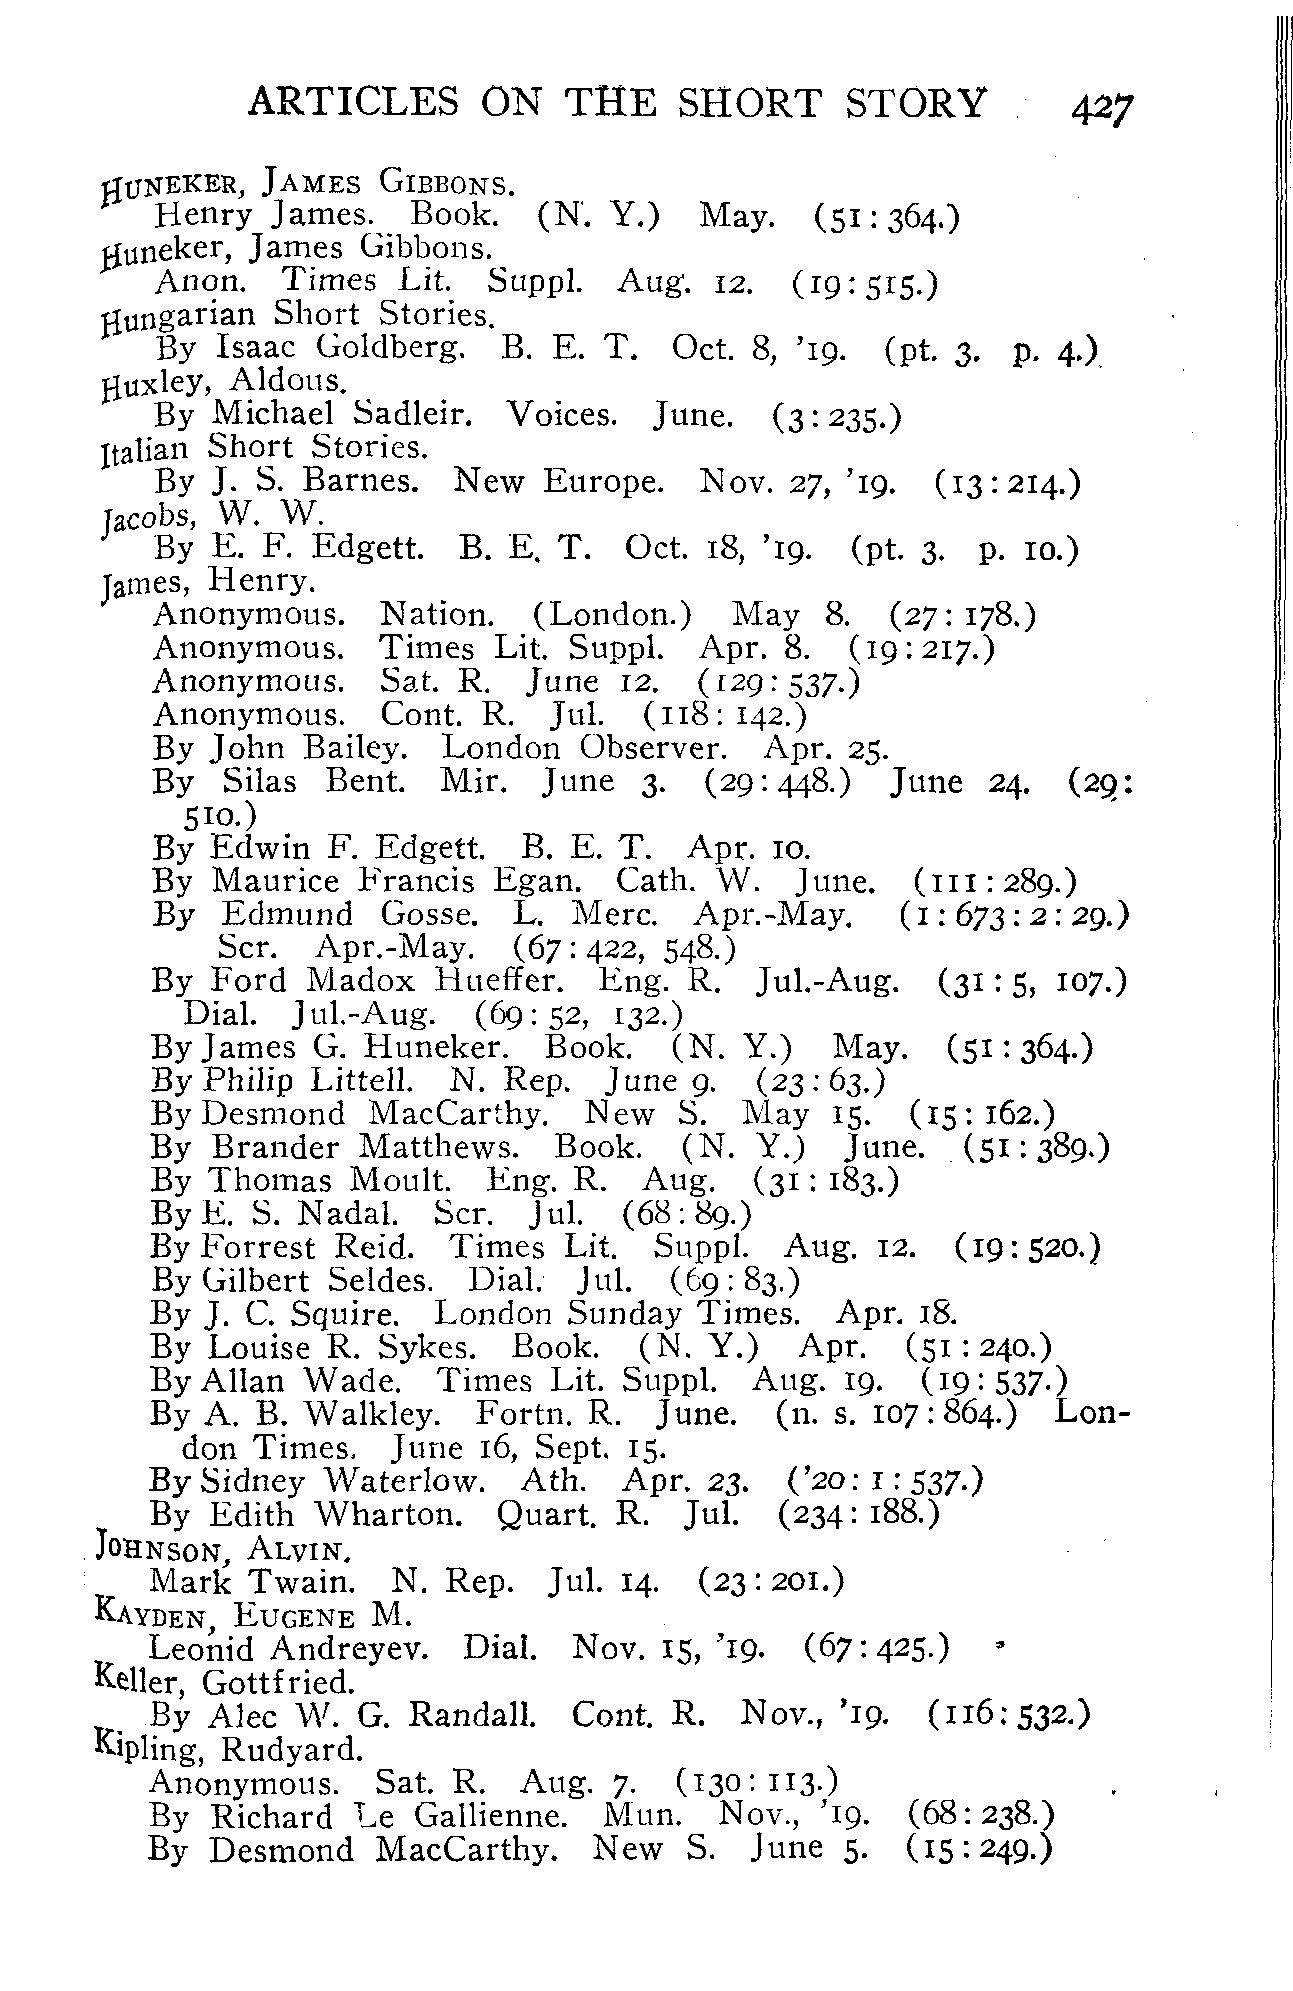 ARTICLES ON THE SHORT STORY 427
HUNEKER, JAMES GIBBONS.
Henry James. Book. (N. Y.) May. (51: 364.)
Huneker, James Gibbons.
Anon. Times Lit. Suppl. Aug. 12. (19: 515.)
Hungarian Short Stories.
By Isaac Goldberg. B. E. T. Oct. 8, '19. (pt. 3. p. 4.)
Huxley, Aldous.
By Michael Sadleir. Voices. June. (3: 235.)
Italian Short Stories.
By J. S. Barnes. New Europe. Nov. 27, '19. (13: 214.)
Jacobs, W. W.
By E. F. Edgett. B. E. T. Oct. 18, '19. (pt. 3. p. 10.)
James, Henry.
Anonymous. Nation. (London.) May 8. (27: 178.)
Anonymous. Times Lit. Suppl. Apr. 8. (19: 217.)
Anonymous. Sat. R. June 12. (129: 537.)
Anonymous. Cont. R. Jul. (118: 142.)
By John Bailey. London Observer. Apr. 25.
By Silas Bent. Mir. June 3. (29: 448.) June 24. (29:
510.)
By Edwin F. Edgett. B. E. T. Apr. 10.
By Maurice Francis Egan. Cath. W. June. (111: 289.)
By Edmund Gosse. L. Merc. Apr.-May. (1: 673: 2: 29.)
Scr. Apr.-May. (67: 422, 548.)
By Ford Madox Hueffer. Eng. R. Jul.-Aug. (31: 5, 107.)
Dial. Jul.-Aug. (69: 52, 132.)
By James G. Huneker. Book. (N. Y.) May. (51: 364.)
By Philip Littell. N. Rep. June 9. (23: 63.)
By Desmond MacCarthy. New S. May 15. (15: 162.)
By Brander Matthews. Book. (N. Y.) June. (51: 389.)
By Thomas Moult. Eng. R. Aug. (31: 183.)
By E. S. Nadal. Scr. Jul. (68: 89.)
By Forrest Reid. Times Lit. Suppl. Aug. 12. (19: 520.)
By Gilbert Seldes. Dial. Jul. (69: 83.)
By J. C. Squire. London Sunday Times. Apr. 18.
By Louise R. Sykes. Book. (N. Y.) Apr. (51: 240.)
By Allan Wade. Times Lit. Suppl. Aug. 19. (19: 537.)
By A. B. Walkley. Fortn. R. June. (n. s. 107: 864.) Lon-
don Times. June 16, Sept. 15.
By Sidney Waterlow. Ath. Apr. 23. ('20: 1: 537.)
By Edith Wharton. Quart. R. Jul. (234: 188.)
JOHNSON, ALVIN.
Mark Twain. N. Rep. Jul. 14. (23: 201.)
KAYDEN, EUGENE M.
Leonid Andreyev. Dial. Nov. 15, '19. (67: 425.)
Keller, Gottfried.
By Alec W. G. Randall. Cont. R. Nov., '19. (116: 532.)
Kipling, Rudyard.
Anonymous. Sat. R. Aug. 7. (130: 113.)
By Richard Le Gallienne. Mun. Nov., '19. (68: 238.)
By Desmond MacCarthy. New S. June 5. (15: 249.)